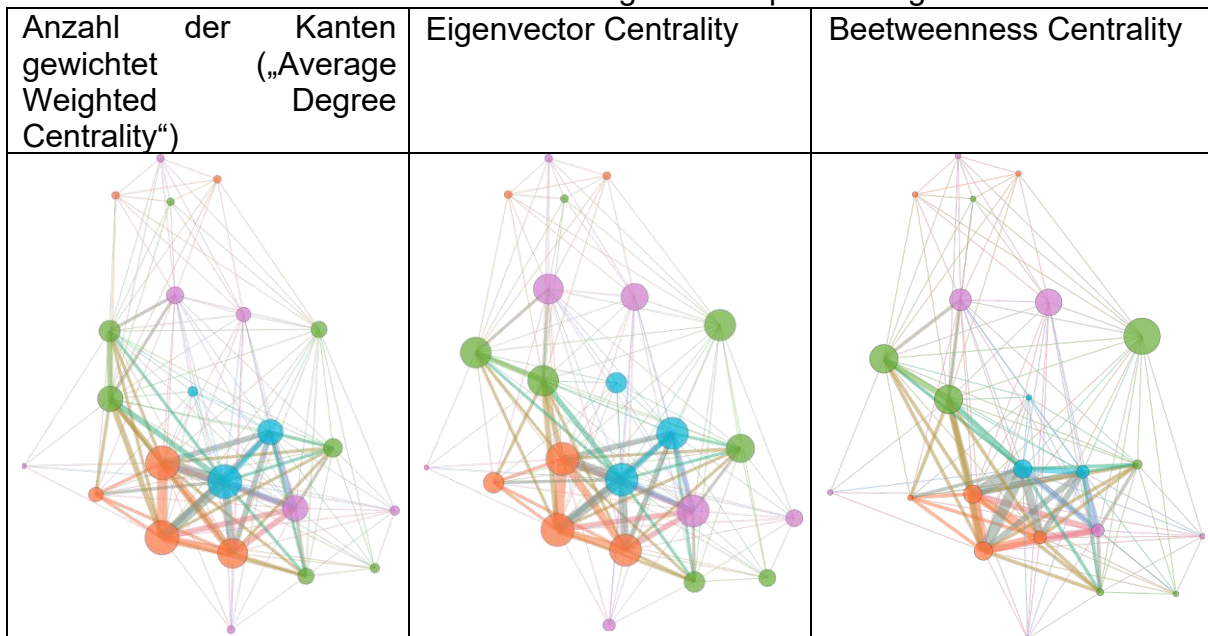 Anzahl der Kanten
gewichtet („Average
Weighted Degree
Centrality“)
Eigenvector Centrality
Beetweenness Centrality